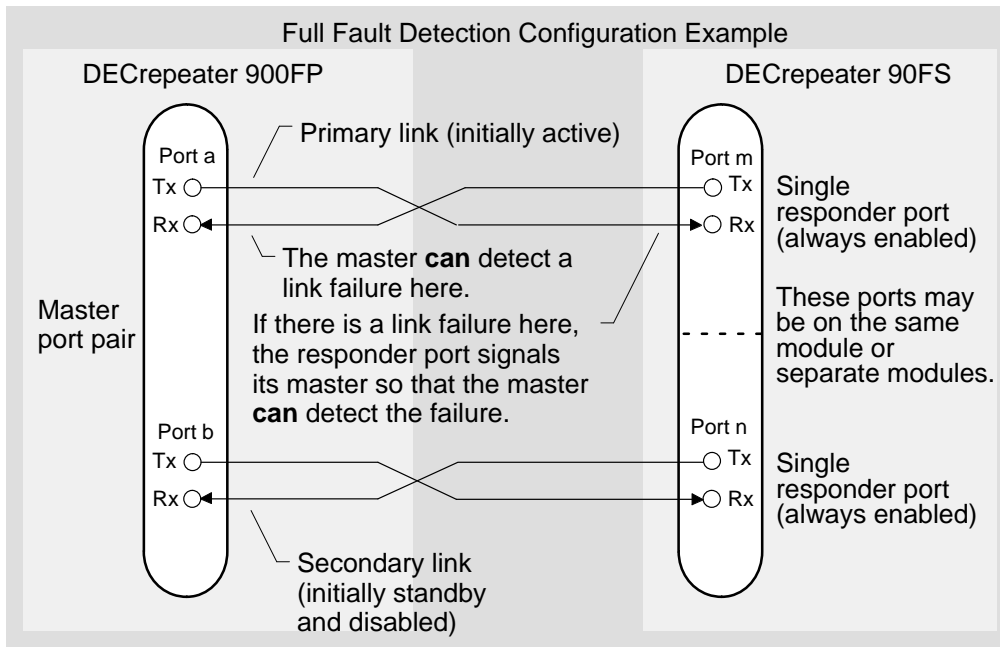 Full Fault Detection Configuration Example
DECrepeater 900FP
DECrepeater 90FS
Primary link (initially active)
Port a
Tx
Rx
Port m
Tx
Rx
Single
responder port
(always enabled)
The master can detect a
link failure here.
Master
port pair
If there is a link failure here,
the responder port signals
its master so that the master
can detect the failure.
These ports may
be on the same
module or
separate modules.
Port b
Tx
Rx
Port n
Tx
Rx
Single
responder port
(always enabled)
Secondary link
(initially standby
and disabled)